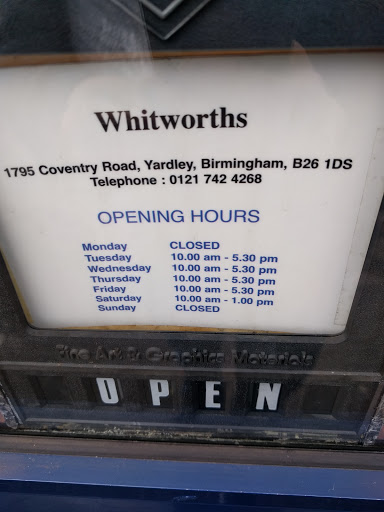 Whitworths
1795 Coventry Road, Yardley, Birmingham, B26 1DS
Telephone : 0121 742 4268
OPENING HOURS
Monday CLOSED
Tuesday 10.00 am - 5.30 pm
Wednesday 10.00 am - 5.30 pm
Thursday 10.00 am - 5.30 pm
Friday 10.00 am - 5.30 pm
Saturday 10.00 am - 1.00 pm
Sunday CLOSED
Fine Art & Graphics Materials
OPEN